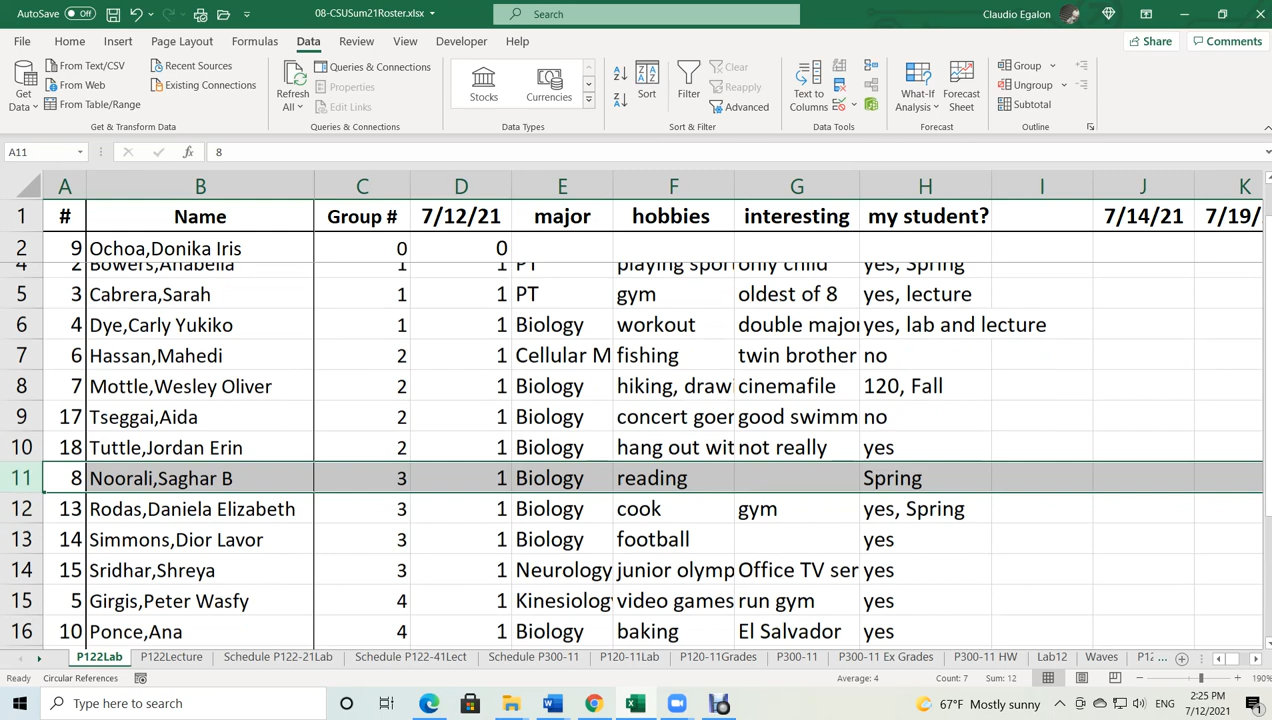 AutoSave Off 08-CSUSum21Roster.xlsx Search Claudio Egalon
File Home Insert Page Layout Formulas Data Review View Developer Help Share Comments
Get Data From Text/CSV From Web From Table/Range Recent Sources Existing Connections Refresh All Queries & Connections Properties Edit Links Stocks Currencies Sort Filter Clear Reapply Advanced Text to Columns What-If Analysis Forecast Sheet Group Ungroup Subtotal
Get & Transform Data Queries & Connections Data Types Sort & Filter Data Tools Forecast Outline
A11 fx 8
A B C D E F G H I J K
1 # Name Group # 7/12/21 major hobbies interesting my student? 7/14/21 7/19/
2 9 Ochoa,Donika Iris 0 0
4 2 Bowers,Anabella 1 1 PT playing spor only child yes, Spring
5 3 Cabrera,Sarah 1 1 PT gym oldest of 8 yes, lecture
6 4 Dye,Carly Yukiko 1 1 Biology workout double major yes, lab and lecture
7 6 Hassan,Mahedi 2 1 Cellular M fishing twin brother no
8 7 Mottle,Wesley Oliver 2 1 Biology hiking, draw cinemafile 120, Fall
9 17 Tseggai,Aida 2 1 Biology concert goer good swimm no
10 18 Tuttle,Jordan Erin 2 1 Biology hang out wit not really yes
11 8 Noorali,Saghar B 3 1 Biology reading Spring
12 13 Rodas,Daniela Elizabeth 3 1 Biology cook gym yes, Spring
13 14 Simmons,Dior Lavor 3 1 Biology football yes
14 15 Sridhar,Shreya 3 1 Neurology junior olymp Office TV ser yes
15 5 Girgis,Peter Wasfy 4 1 Kinesiolog video games run gym yes
16 10 Ponce,Ana 4 1 Biology baking El Salvador yes
P122Lab P122Lecture Schedule P122-21Lab Schedule P122-41Lect Schedule P300-11 P120-11Lab P120-11Grades P300-11 P300-11 Ex Grades P300-11 HW Lab12 Waves P12 ...
Ready Circular References Average: 4 Count: 7 Sum: 12 190%
Type here to search 67°F Mostly sunny ENG 2:25 PM
7/12/2021